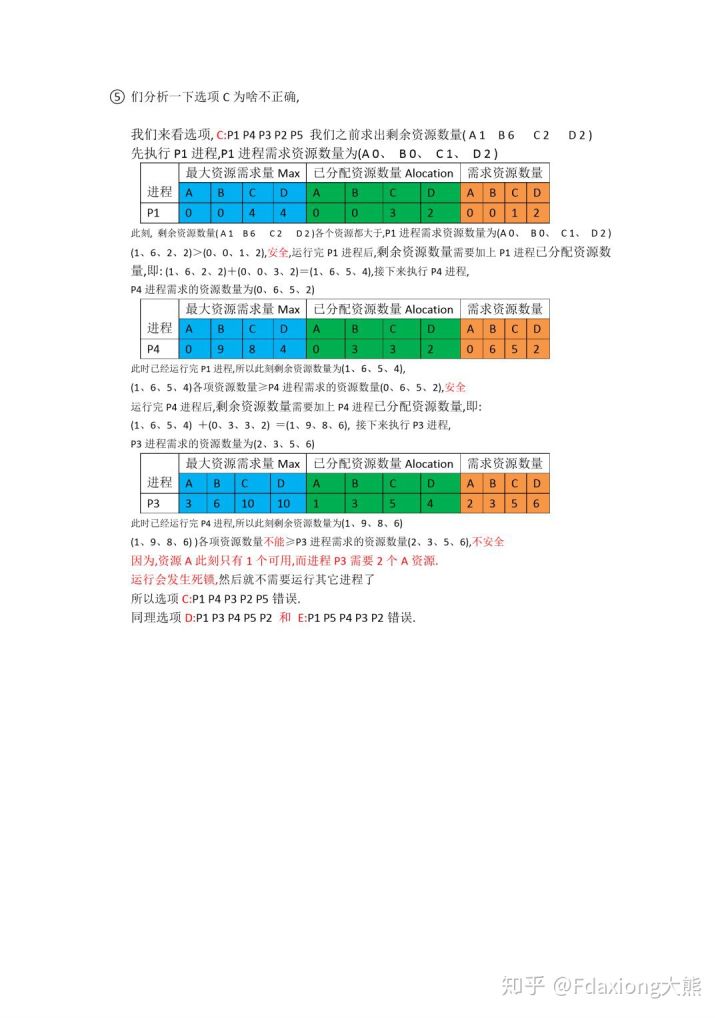 ⑤ 们分析一下选项 C 为啥不正确,
我们来看选项, C:P1 P4 P3 P2 P5 我们之前求出剩余资源数量( A 1 B 6 C 2 D 2 )
先执行 P1 进程,P1 进程需求资源数量为(A 0、 B 0、 C 1、 D 2 )
最大资源需求量 Max 已分配资源数量 Alocation 需求资源数量
进程 A B C D A B C D A B C D
P1 0 0 4 4 0 0 3 2 0 0 1 2
此刻, 剩余资源数量( A 1 B 6 C 2 D 2 )各个资源都大于,P1 进程需求资源数量为(A 0、 B 0、 C 1、 D 2 )
(1、6、2、2)＞(0、0、1、2),安全,运行完 P1 进程后,剩余资源数量需要加上 P1 进程已分配资源数
量,即: (1、6、2、2)＋(0、0、3、2)＝(1、6、5、4),接下来执行 P4 进程,
P4 进程需求的资源数量为(0、6、5、2)
最大资源需求量 Max 已分配资源数量 Alocation 需求资源数量
进程 A B C D A B C D A B C D
P4 0 9 8 4 0 3 3 2 0 6 5 2
此时已经运行完 P1 进程,所以此刻剩余资源数量为(1、6、5、4),
(1、6、5、4)各项资源数量≥P4 进程需求的资源数量(0、6、5、2),安全
运行完 P4 进程后,剩余资源数量需要加上 P4 进程已分配资源数量,即:
(1、6、5、4) ＋(0、3、3、2) ＝(1、9、8、6), 接下来执行 P3 进程,
P3 进程需求的资源数量为(2、3、5、6)
最大资源需求量 Max 已分配资源数量 Alocation 需求资源数量
进程 A B C D A B C D A B C D
P3 3 6 10 10 1 3 5 4 2 3 5 6
此时已经运行完 P4 进程,所以此刻剩余资源数量为(1、9、8、6)
(1、9、8、6) )各项资源数量不能≥P3 进程需求的资源数量(2、3、5、6),不安全
因为,资源 A 此刻只有 1 个可用,而进程 P3 需要 2 个 A 资源.
运行会发生死锁,然后就不需要运行其它进程了
所以选项 C:P1 P4 P3 P2 P5 错误.
同理选项 D:P1 P3 P4 P5 P2 和 E:P1 P5 P4 P3 P2 错误.
知乎 @Fdaxiong大熊